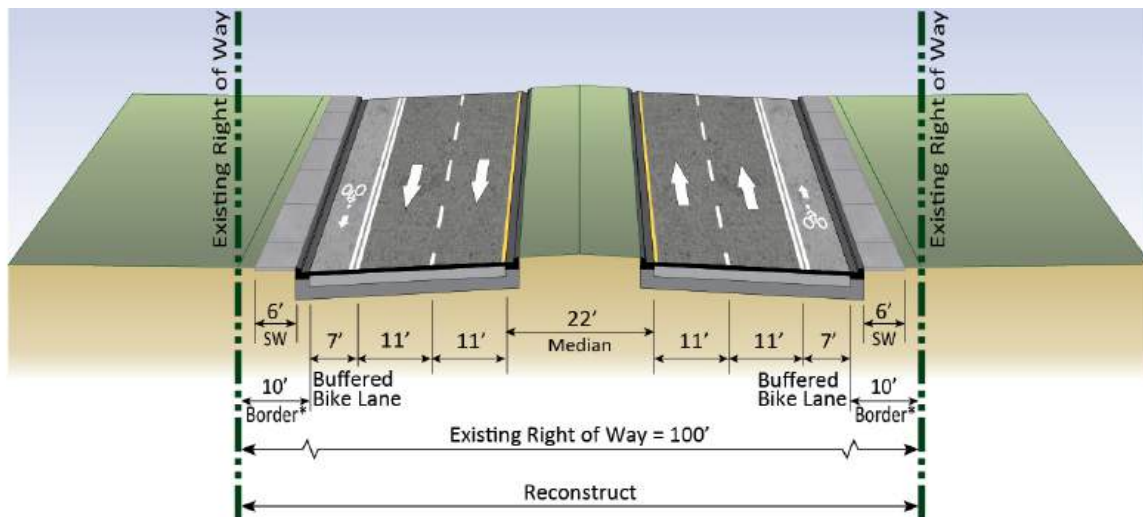 Existing Right of Way
Existing Right of Way
6’
SW
7’
11’
11’
22’
Median
11’
11’
7’
6’
SW
10’
Border*
Buffered
Bike Lane
Buffered
Bike Lane
10’
Border*
Existing Right of Way = 100’
Reconstruct